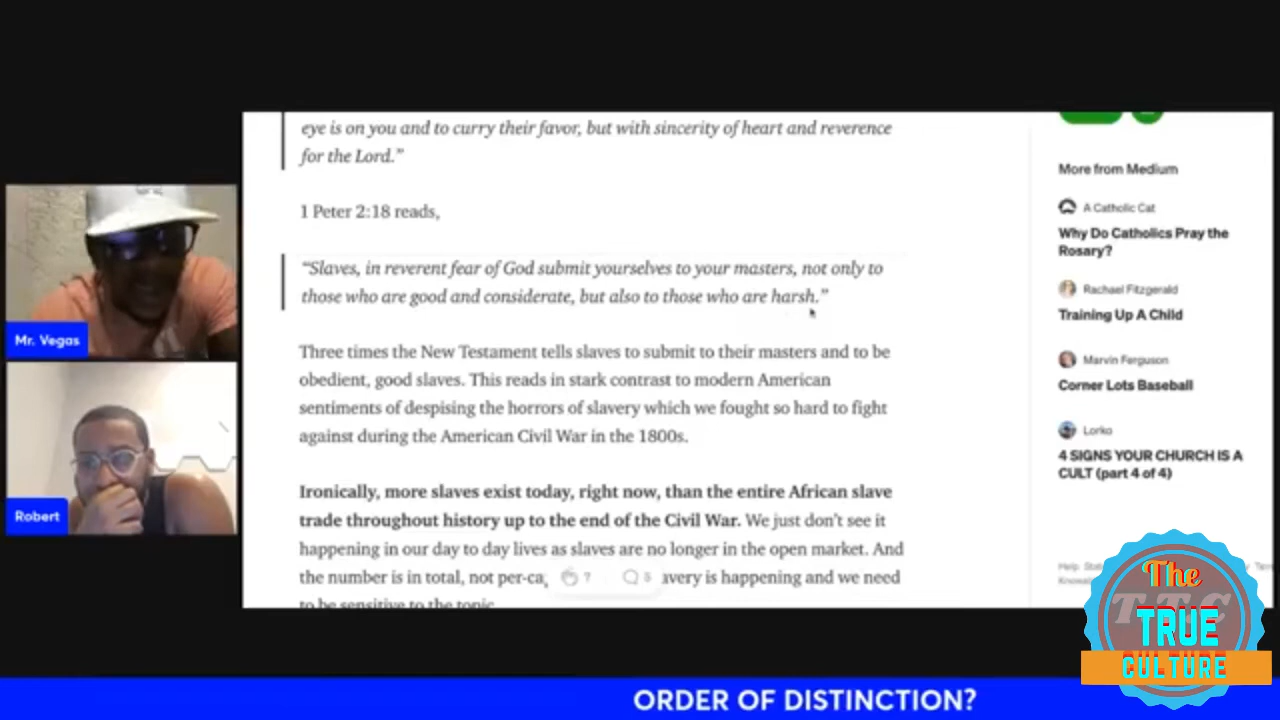 eye is on you and to curry their favor, but with sincerity of heart and reverence
for the Lord.”
1 Peter 2:18 reads,
“Slaves, in reverent fear of God submit yourselves to your masters, not only to
those who are good and considerate, but also to those who are harsh.”
Three times the New Testament tells slaves to submit to their masters and to be
obedient, good slaves. This reads in stark contrast to modern American
sentiments of despising the horrors of slavery which we fought so hard to fight
against during the American Civil War in the 1800s.
Ironically, more slaves exist today, right now, than the entire African slave
trade throughout history up to the end of the Civil War. We just don’t see it
happening in our day to day lives as slaves are no longer in the open market. And
the number is in total, not per-ca avery is happening and we need
to be sensitive to the topic
7 5
More from Medium
A Catholic Cat
Why Do Catholics Pray the
Rosary?
Rachael Fitzgerald
Training Up A Child
Marvin Ferguson
Corner Lots Baseball
Lorko
4 SIGNS YOUR CHURCH IS A
CULT (part 4 of 4)
Help
Mr. Vegas
Robert
The
TTC
TRUE
CULTURE
ORDER OF DISTINCTION?